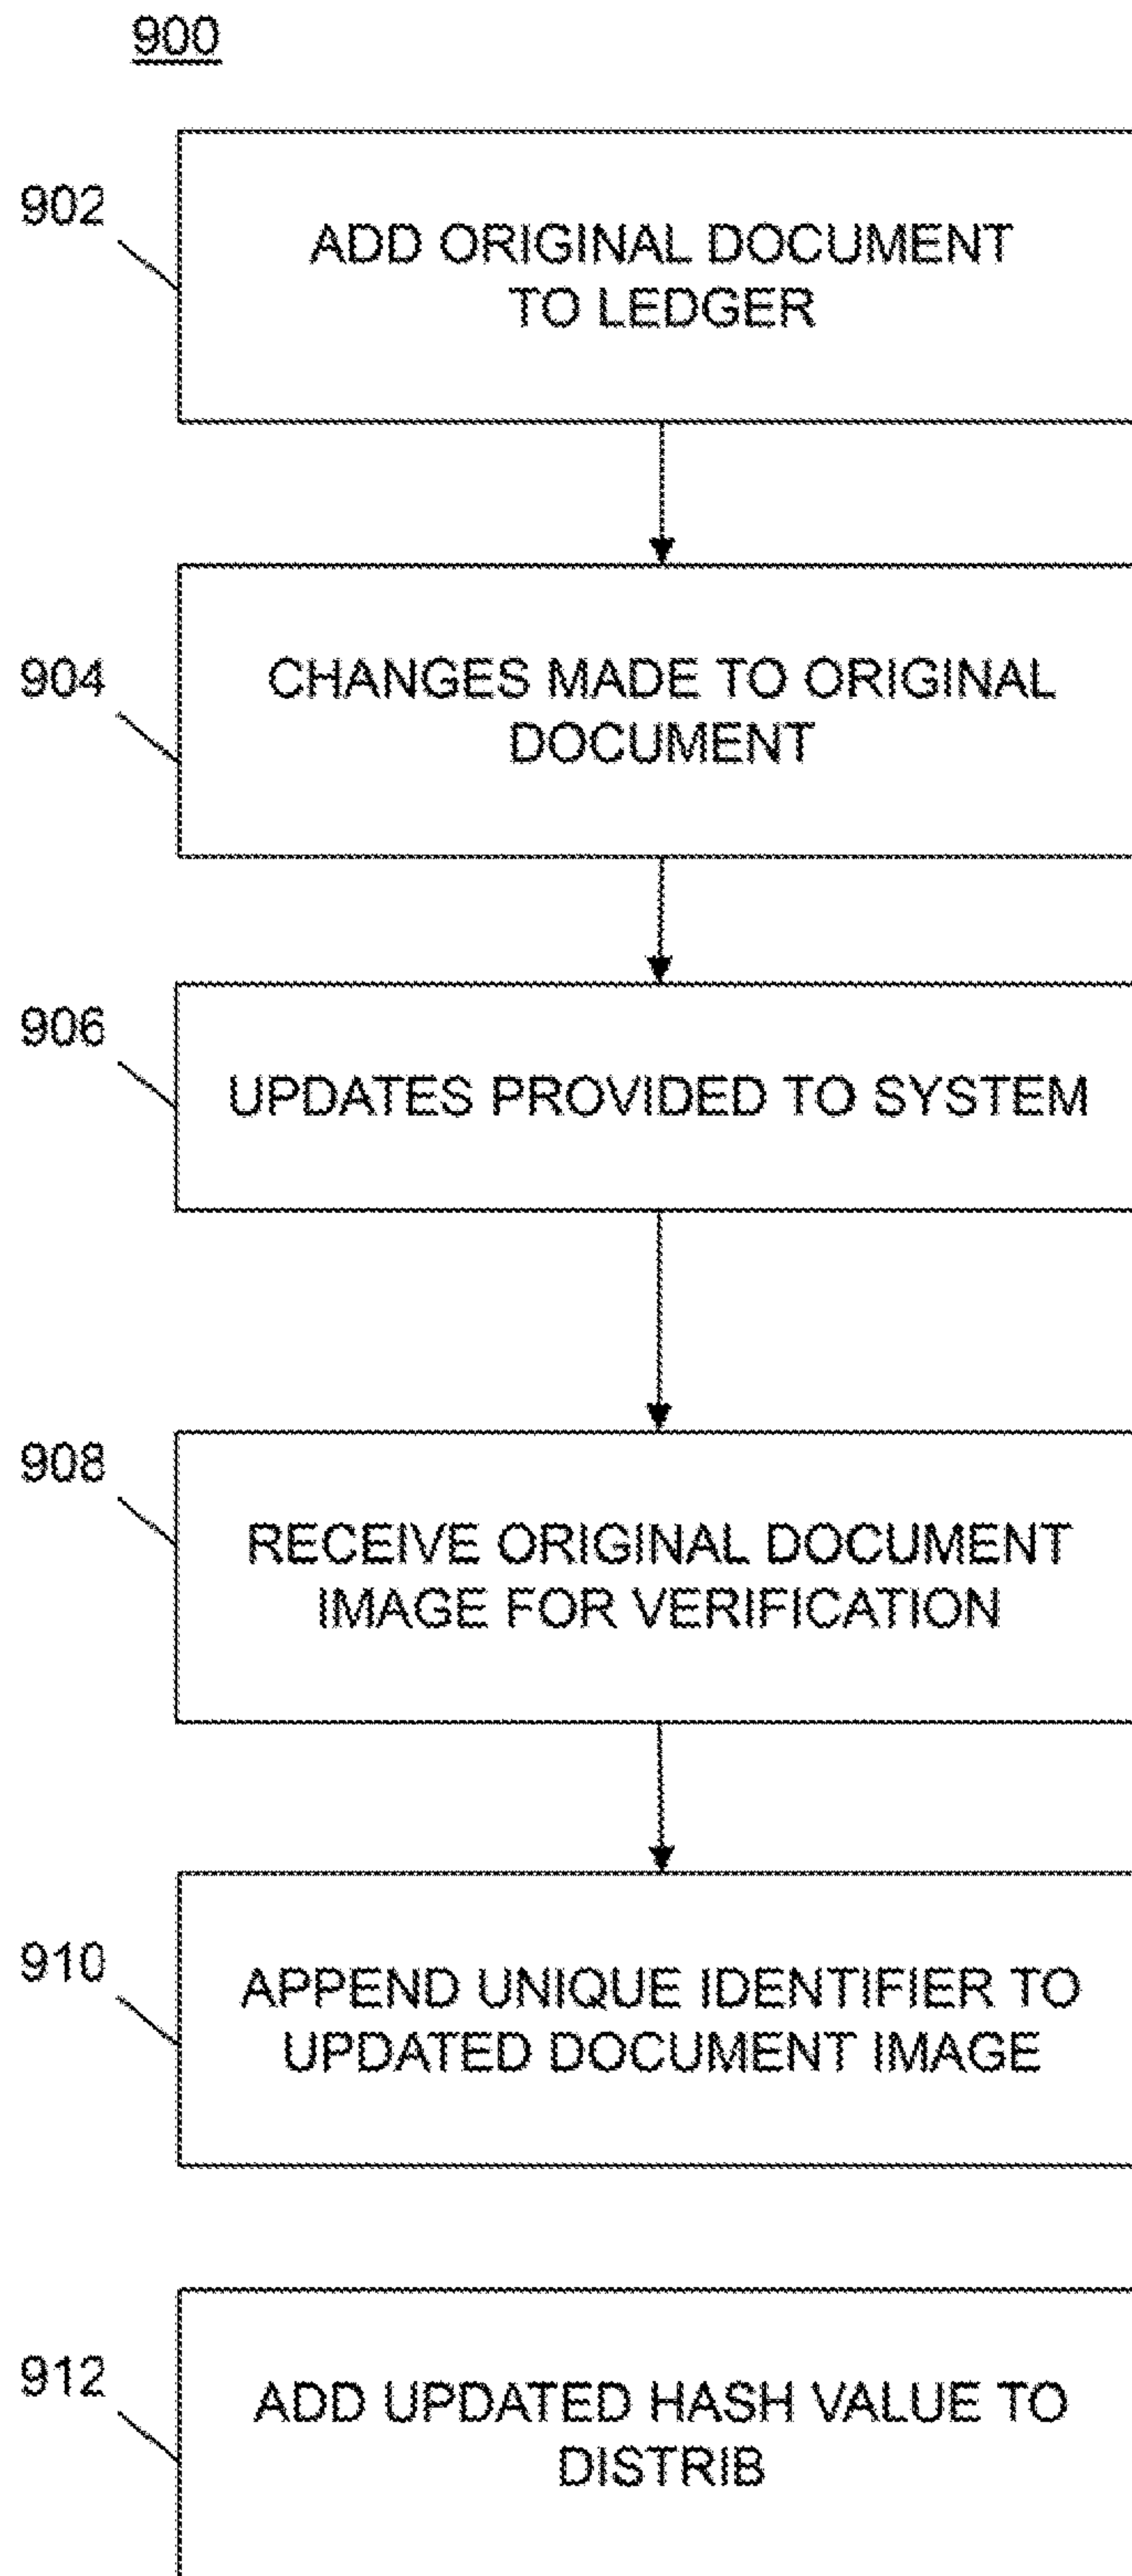 900
902
ADD ORIGINAL DOCUMENT
TO LEDGER
904
CHANGES MADE TO ORIGINAL
DOCUMENT
906
UPDATES PROVIDED TO SYSTEM
908
RECEIVE ORIGINAL DOCUMENT
IMAGE FOR VERIFICATION
910
APPEND UNIQUE IDENTIFIER TO
UPDATED DOCUMENT IMAGE
912
ADD UPDATED HASH VALUE TO
DISTRIB